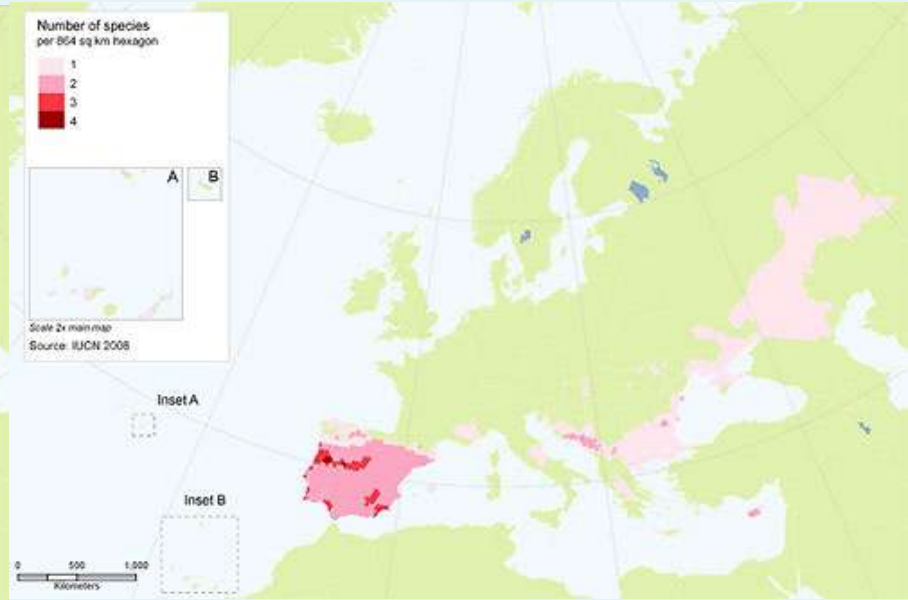 Number of species
per 864 sq km hexagon
1
2
3
4
A
B
Scale 2x main map
Source: IUCN 2008
Inset A
Inset B
0 500 1,000
Kilometers